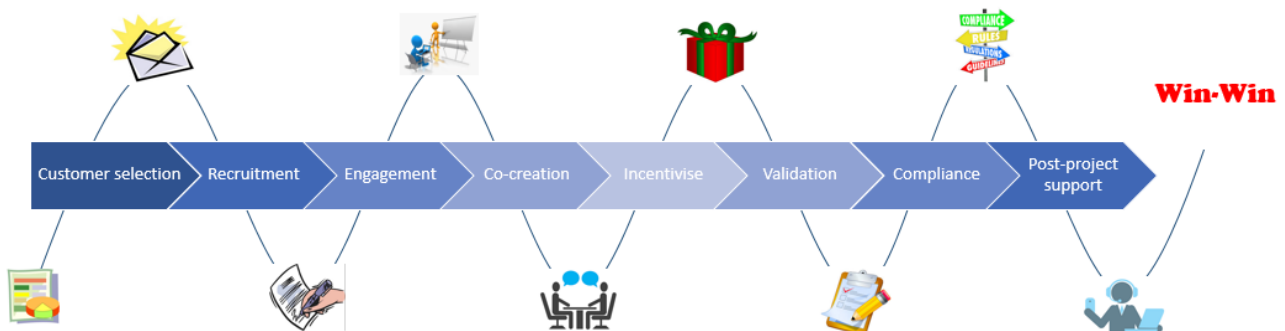 COMPLIANCE
RULES
REGULATIONS
GUIDELINES
Win-Win
Customer selection
Recruitment
Engagement
Co-creation
Incentivise
Validation
Compliance
Post-project
support